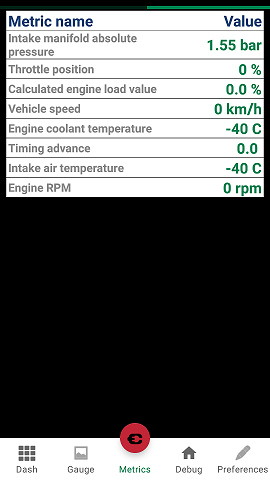 Metric name Value
Intake manifold absolute
pressure 1.55 bar
Throttle position 0 %
Calculated engine load value 0.0 %
Vehicle speed 0 km/h
Engine coolant temperature -40 C
Timing advance 0.0
Intake air temperature -40 C
Engine RPM 0 rpm
Dash Gauge Metrics Debug Preferences